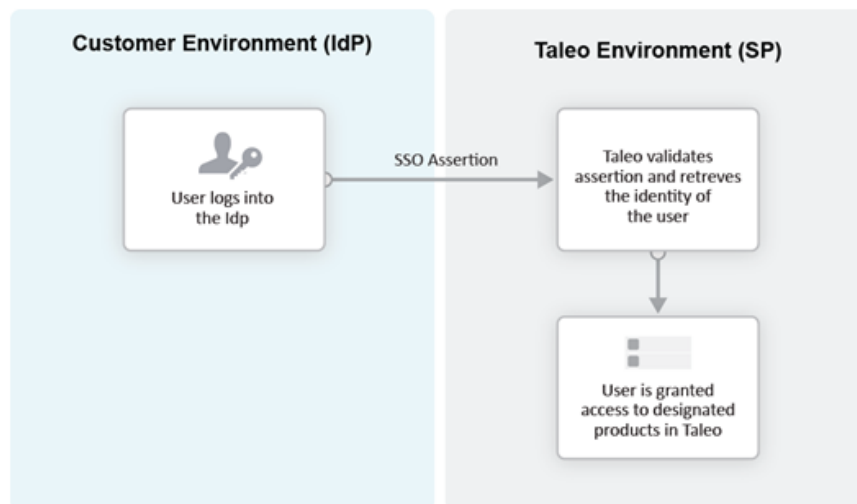 Customer Environment (IdP)
Taleo Environment (SP)
User logs into
the Idp
SSO Assertion
Taleo validates
assertion and retreves
the identity of
the user
User is granted
access to designated
products in Taleo